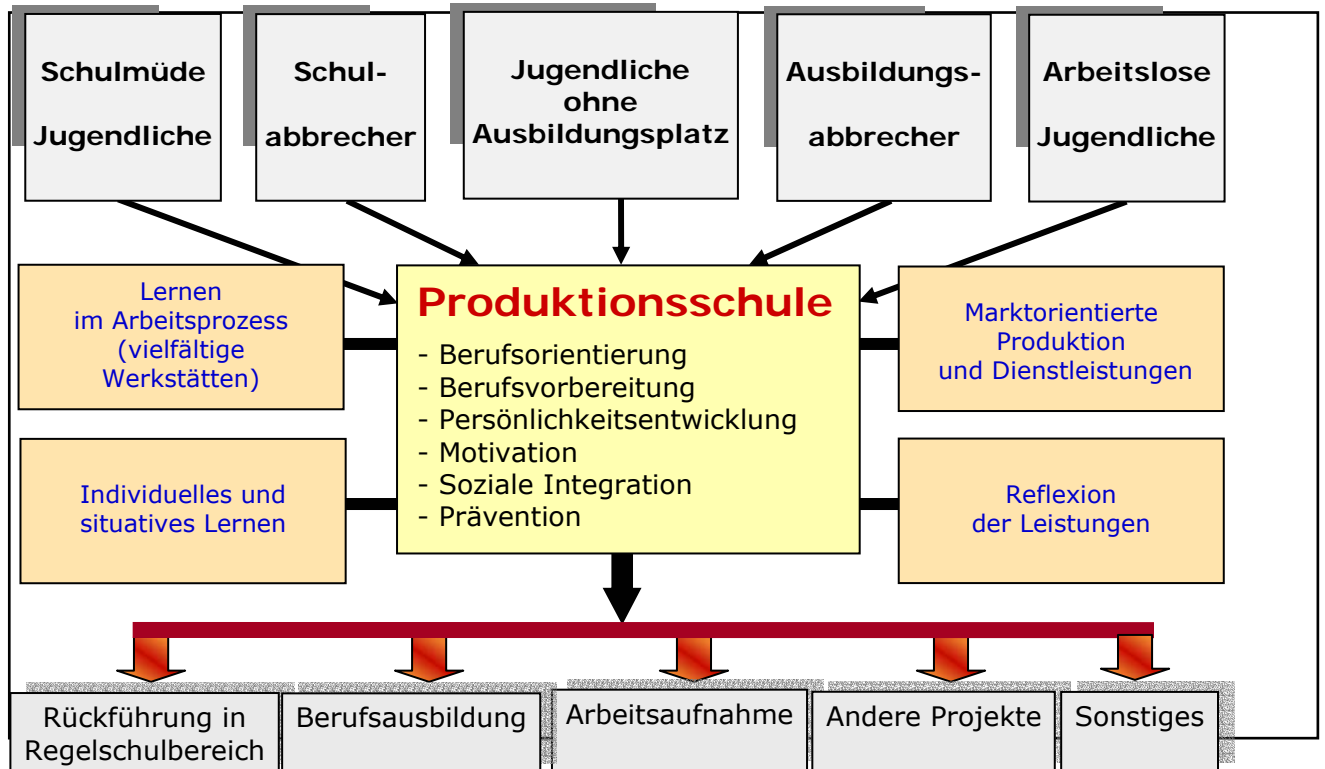 Schulmüde
Jugendliche
Schul-
abbrecher
Jugendliche
ohne
Ausbildungsplatz
Ausbildungs-
abbrecher
Arbeitslose
Jugendliche
Lernen
im Arbeitsprozess
(vielfältige
Werkstätten)
Individuelles und
situatives Lernen
Produktionsschule
- Berufsorientierung
- Berufsvorbereitung
- Persönlichkeitsentwicklung
- Motivation
- Soziale Integration
- Prävention
Marktorientierte
Produktion
und Dienstleistungen
Reflexion
der Leistungen
Rückführung in
Regelschulbereich
Berufsausbildung
Arbeitsaufnahme
Andere Projekte
Sonstiges